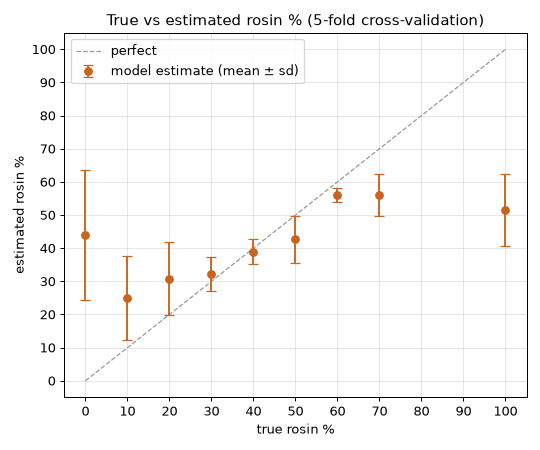 True vs estimated rosin % (5-fold cross-validation)
perfect
model estimate (mean ± sd)
100
90
80
70
60
50
40
30
20
10
0
estimated rosin %
0 10 20 30 40 50 60 70 80 90 100
true rosin %